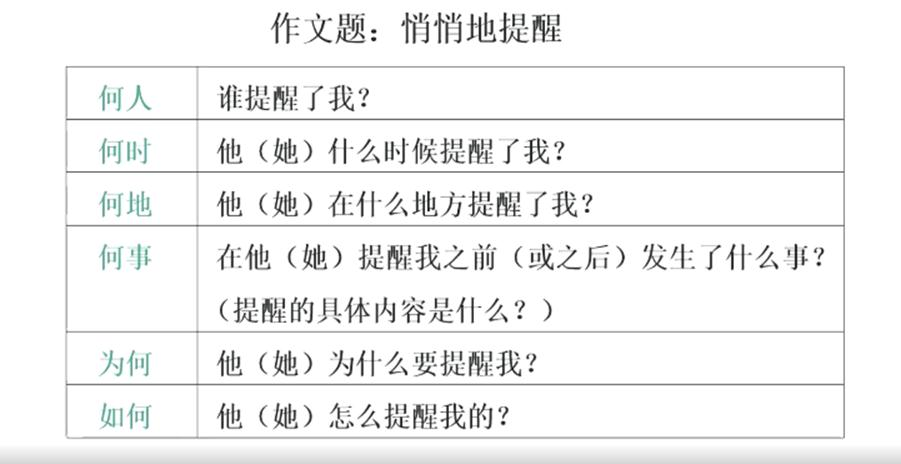 作文题：悄悄地提醒
何人 谁提醒了我？
何时 他（她）什么时候提醒了我？
何地 他（她）在什么地方提醒了我？
何事 在他（她）提醒我之前（或之后）发生了什么事？
（提醒的具体内容是什么？）
为何 他（她）为什么要提醒我？
如何 他（她）怎么提醒我的？